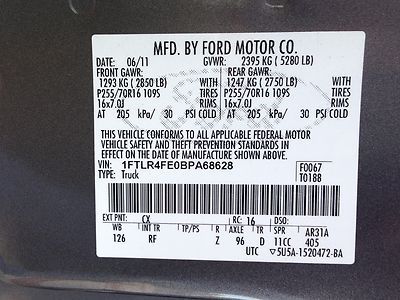 MFD. BY FORD MOTOR CO.
DATE: 06/11 GVWR: 2395 KG ( 5280 LB)
FRONT GAWR: REAR GAWR:
1293 KG ( 2850 LB) WITH 1247 KG ( 2750 LB) WITH
P255/70R16 109S TIRES P255/70R16 109S TIRES
16x7.0J RIMS 16x7.0J RIMS
AT 205 kPa/ 30 PSI COLD AT 205 kPa/ 30 PSI COLD
THIS VEHICLE CONFORMS TO ALL APPLICABLE FEDERAL MOTOR
VEHICLE SAFETY AND THEFT PREVENTION STANDARDS IN
EFFECT ON THE DATE OF MANUFACTURE SHOWN ABOVE.
VIN: 1FTLR4FE0BPA68628 F0067
TYPE: Truck T0188
EXT PNT: CX RC: 16 DSO:
WB INT TR TP/PS R AXLE TR SPR AR31A
126 RF Z 96 D 11CC 405
UTC ▽5U5A-1520472-BA